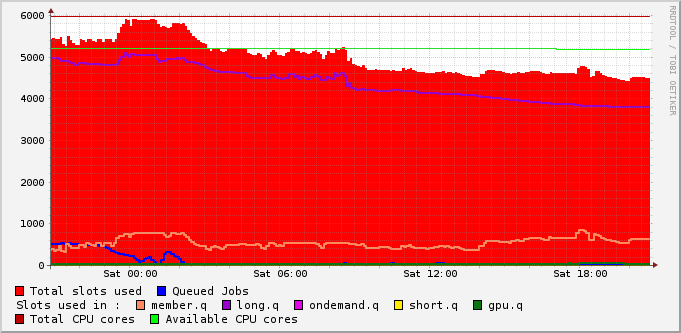 6000
5000
4000
3000
2000
1000
0
Sat 00:00 Sat 06:00 Sat 12:00 Sat 18:00
Total slots used Queued Jobs
Slots used in : member.q long.q ondemand.q short.q gpu.q
Total CPU cores Available CPU cores
RRDTOOL / TOBI OETIKER